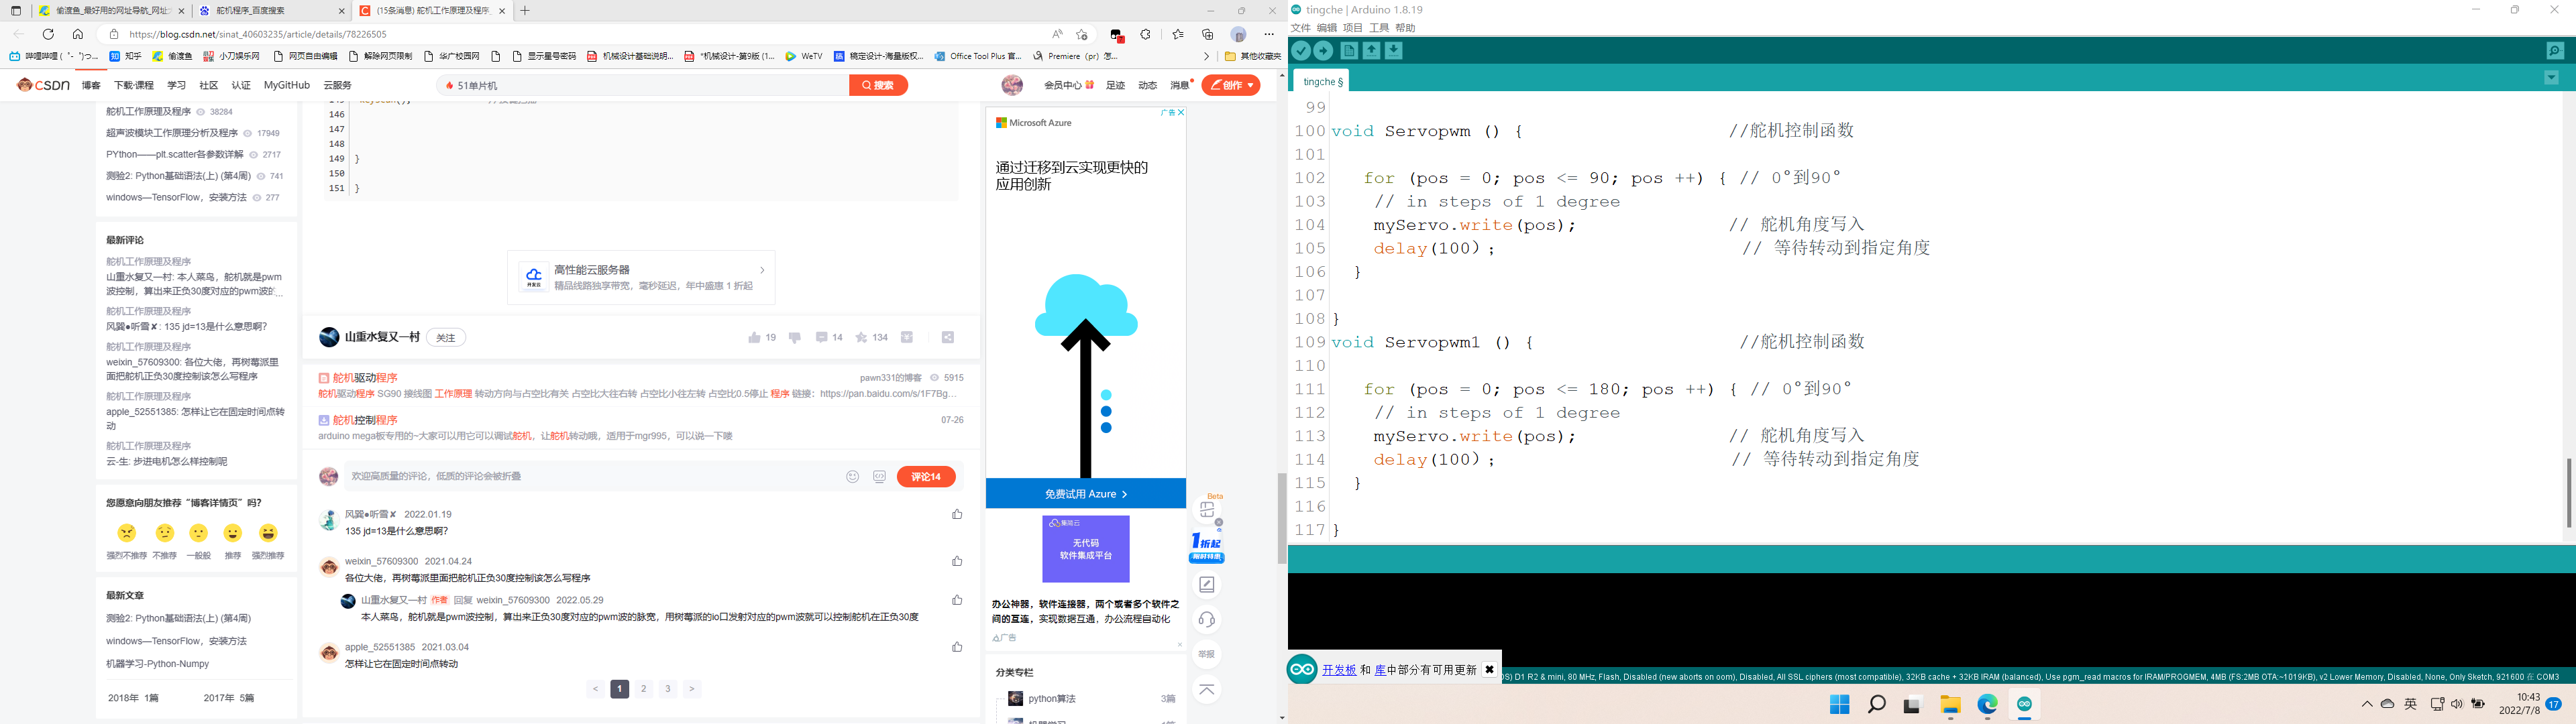 偷渡鱼_最好用的网址导航_网址大
舵机程序_百度搜索
(15条消息) 舵机工作原理及程序_
https://blog.csdn.net/sinat_40603235/article/details/78226505
哔哩哔哩 (゜-゜)つ...
知乎
偷渡鱼
小刀娱乐网
网页自由编辑
解除网页限制
华广校园网
显示星号密码
机械设计基础说明...
*机械设计-第9版 (1...
WeTV
稿定设计-海量版权...
Office Tool Plus 官...
Premiere（pr）怎...
其他收藏夹
CSDN 博客 下载·课程 学习 社区 认证 MyGitHub 云服务
51单片机
搜索
会员中心 足迹 动态 消息 创作
舵机工作原理及程序 38284
超声波模块工作原理分析及程序 17949
PYthon——plt.scatter各参数详解 2717
测验2: Python基础语法(上) (第4周) 741
windows—TensorFlow，安装方法 277
最新评论
舵机工作原理及程序
山重水复又一村: 本人菜鸟，舵机就是pwm
波控制，算出来正负30度对应的pwm波的...
舵机工作原理及程序
风巽●听雪✘: 135 jd=13是什么意思啊？
舵机工作原理及程序
weixin_57609300: 各位大佬，再树莓派里
面把舵机正负30度控制该怎么写程序
舵机工作原理及程序
apple_52551385: 怎样让它在固定时间点转
动
舵机工作原理及程序
云-生: 步进电机怎么样控制呢
您愿意向朋友推荐“博客详情页”吗？
强烈不推荐 不推荐 一般般 推荐 强烈推荐
最新文章
测验2: Python基础语法(上) (第4周)
windows—TensorFlow，安装方法
机器学习-Python-Numpy
2018年 1篇
2017年 5篇
146
147
148
149 }
150
151 }
高性能云服务器
精品线路独享带宽，毫秒延迟，年中盛惠 1 折起
开发云
山重水复又一村 关注
19
14
134
舵机驱动程序
pawn331的博客 5915
舵机驱动程序 SG90 接线图 工作原理 转动方向与占空比有关 占空比大往右转 占空比小往左转 占空比0.5停止 程序 链接：https://pan.baidu.com/s/1F7Bg...
舵机控制程序
07-26
arduino mega板专用的~大家可以用它可以调试舵机，让舵机转动哦，适用于mgr995，可以说一下喽
欢迎高质量的评论，低质的评论会被折叠
评论14
风巽●听雪✘ 2022.01.19
135 jd=13是什么意思啊？
weixin_57609300 2021.04.24
各位大佬，再树莓派里面把舵机正负30度控制该怎么写程序
山重水复又一村 作者 回复 weixin_57609300 2022.05.29
本人菜鸟，舵机就是pwm波控制，算出来正负30度对应的pwm波的脉宽，用树莓派的io口发射对应的pwm波就可以控制舵机在正负30度
apple_52551385 2021.03.04
怎样让它在固定时间点转动
< 1 2 3 >
广告
Microsoft Azure
通过迁移到云实现更快的
应用创新
免费试用 Azure
集简云
无代码
软件集成平台
办公神器，软件连接器，两个或者多个软件之
间的互连，实现数据互通，办公流程自动化
广告
分类专栏
python算法 3篇
Beta
1折起
限时特惠
举报
tingche | Arduino 1.8.19
文件 编辑 项目 工具 帮助
tingche §
99
100 void Servopwm () { //舵机控制函数
101
102 for (pos = 0; pos <= 90; pos ++) { // 0°到90°
103 // in steps of 1 degree
104 myServo.write(pos); // 舵机角度写入
105 delay(100); // 等待转动到指定角度
106 }
107
108 }
109 void Servopwm1 () { //舵机控制函数
110
111 for (pos = 0; pos <= 180; pos ++) { // 0°到90°
112 // in steps of 1 degree
113 myServo.write(pos); // 舵机角度写入
114 delay(100); // 等待转动到指定角度
115 }
116
117 }
开发板 和 库中部分有可用更新
D1 R2 & mini, 80 MHz, Flash, Disabled (new aborts on oom), Disabled, All SSL ciphers (most compatible), 32KB cache + 32KB IRAM (balanced), Use pgm_read macros for IRAM/PROGMEM, 4MB (FS:2MB OTA:~1019KB), v2 Lower Memory, Disabled, None, Only Sketch, 921600 在 COM3
英
10:43
2022/7/8
17